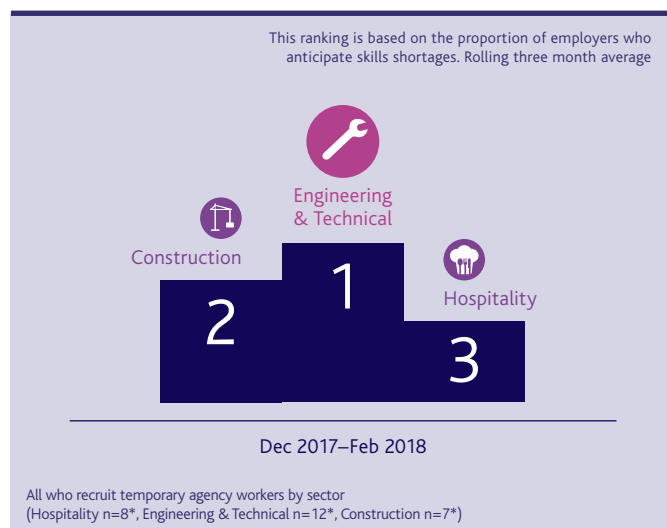 This ranking is based on the proportion of employers who
anticipate skills shortages. Rolling three month average
Engineering
& Technical
Construction
Hospitality
1
2
3
Dec 2017–Feb 2018
All who recruit temporary agency workers by sector
(Hospitality n=8*, Engineering & Technical n=12*, Construction n=7*)